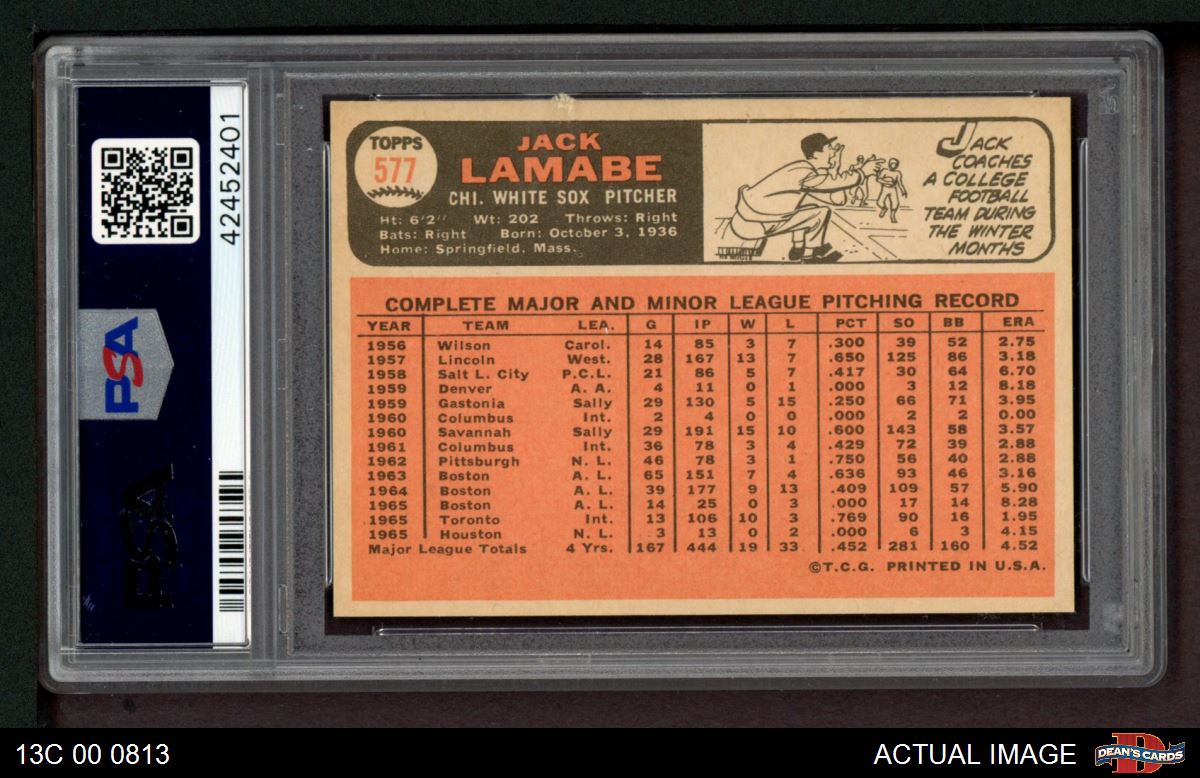 42452401
PSA
PSA
TOPPS
577
JACK
LAMABE
CHI. WHITE SOX PITCHER
Ht: 6'2" Wt: 202 Throws: Right
Bats: Right Born: October 3, 1936
Home: Springfield, Mass.
JACK
COACHES
A COLLEGE
FOOTBALL
TEAM DURING
THE WINTER
MONTHS
COMPLETE MAJOR AND MINOR LEAGUE PITCHING RECORD
YEAR TEAM LEA. G IP W L PCT SO BB ERA
1956 Wilson Carol. 14 85 3 7 .300 39 52 2.75
1957 Lincoln West. 28 167 13 7 .650 125 86 3.18
1958 Salt L. City P.C.L. 21 86 5 7 .417 30 64 6.70
1959 Denver A. A. 4 11 0 1 .000 3 12 8.18
1959 Gastonia Sally 29 130 5 15 .250 66 71 3.95
1960 Columbus Int. 2 4 0 0 .000 2 2 0.00
1960 Savannah Sally 29 191 15 10 .600 143 58 3.57
1961 Columbus Int. 36 78 3 4 .429 72 39 2.88
1962 Pittsburgh N. L. 46 78 3 1 .750 56 40 2.88
1963 Boston A. L. 65 151 7 4 .636 93 46 3.16
1964 Boston A. L. 39 177 9 13 .409 109 57 5.90
1965 Boston A. L. 14 25 0 3 .000 17 14 8.28
1965 Toronto Int. 13 106 10 3 .769 90 16 1.95
1965 Houston N. L. 3 13 0 2 .000 6 3 4.15
Major League Totals 4 Yrs. 167 444 19 33 .452 281 160 4.52
©T.C.G. PRINTED IN U.S.A.
13C 00 0813
ACTUAL IMAGE
DEAN'S CARDS